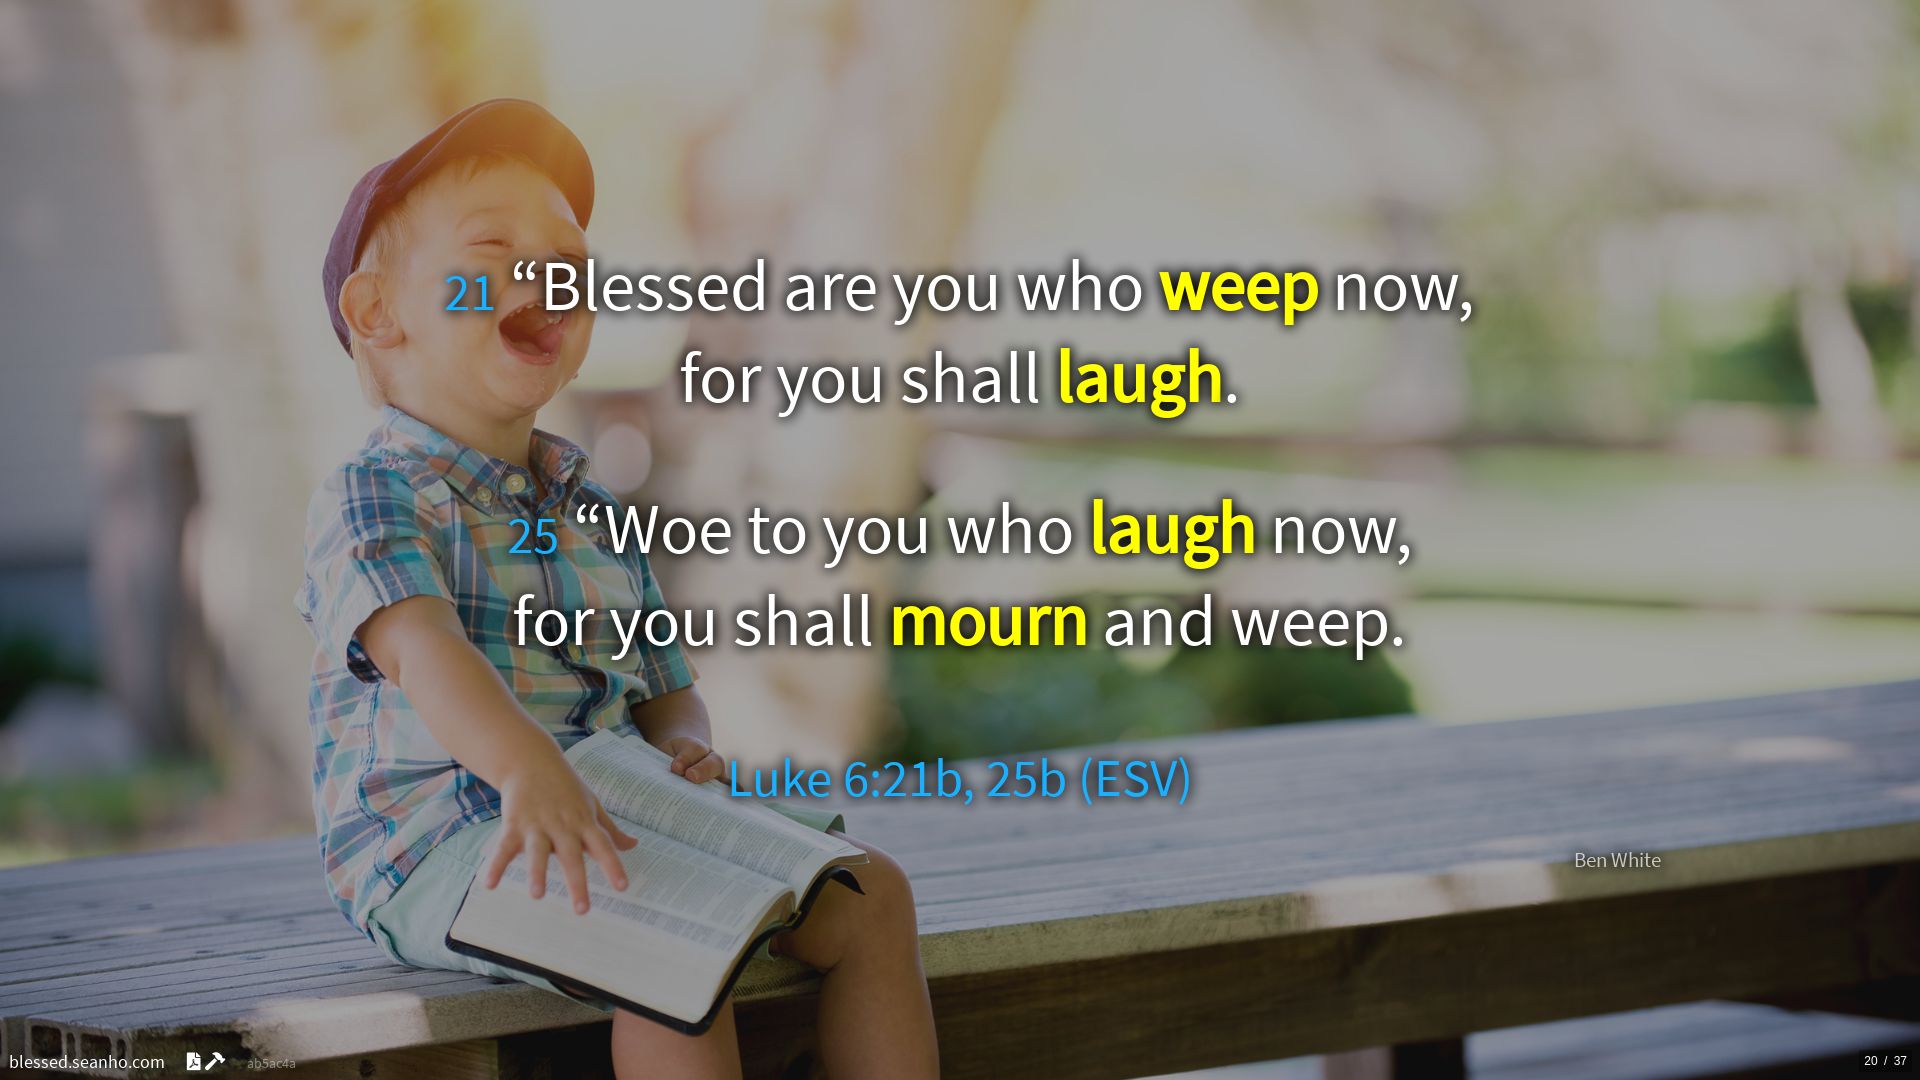 21 “Blessed are you who weep now,
for you shall laugh.
25 “Woe to you who laugh now,
for you shall mourn and weep.
Luke 6:21b, 25b (ESV)
Ben White
blessed.seanho.com ab5ac4a
20 / 37